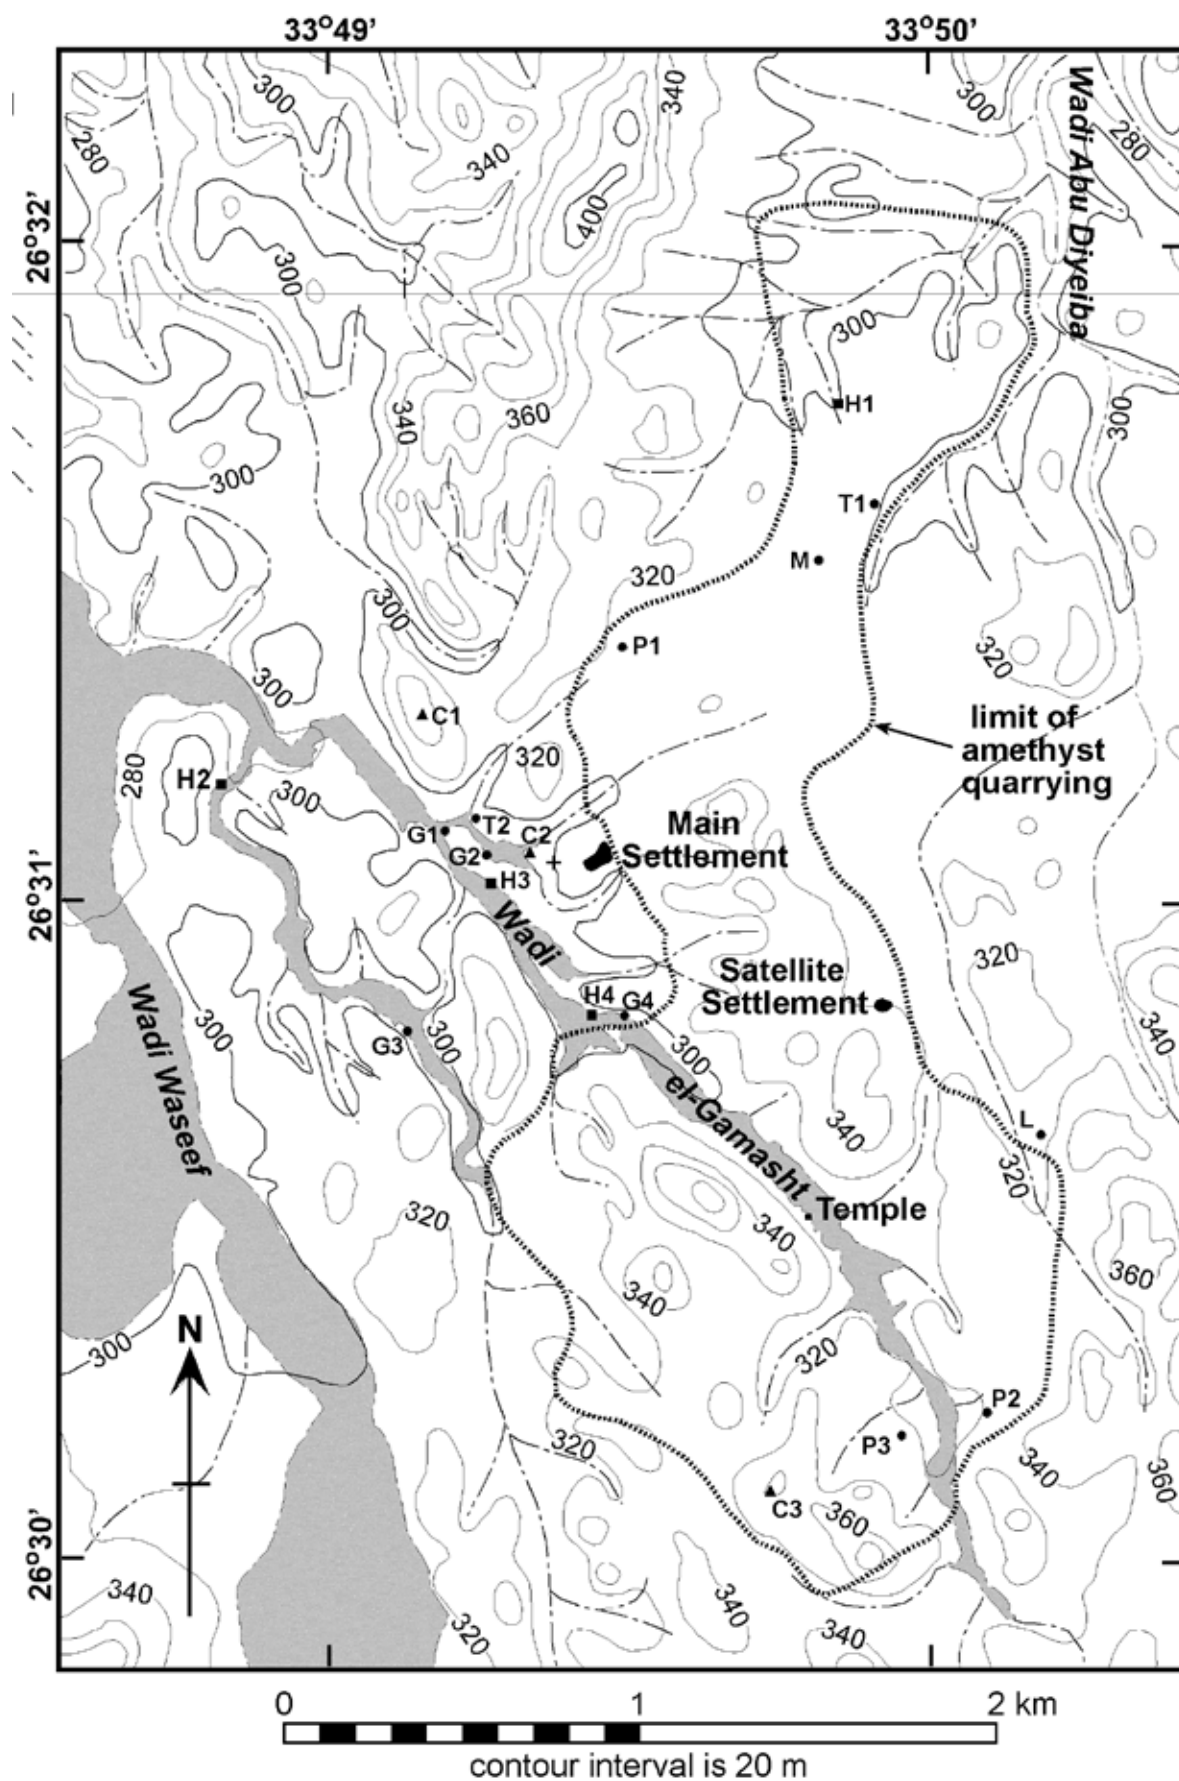 33°49’
33°50’
300
340
300
280
280
340
Wadi Abu Diyeiba
26°32’
400
300
300
300
340
360
H1
300
T1
M
320
300
P1
320
300
C1
limit of
amethyst
quarrying
320
280
H2
300
T2
G1
C2
Main
Settlement
G2
H3
26°31’
Wadi
320
Satellite
Settlement
H4
G4
Wadi Waseef
300
300
G3
300
340
el-Gamasht
340
L
320
320
340
Temple
340
360
N
300
320
P2
P3
320
340
360
C3
360
26°30’
340
340
320
340
0
1
2 km
contour interval is 20 m